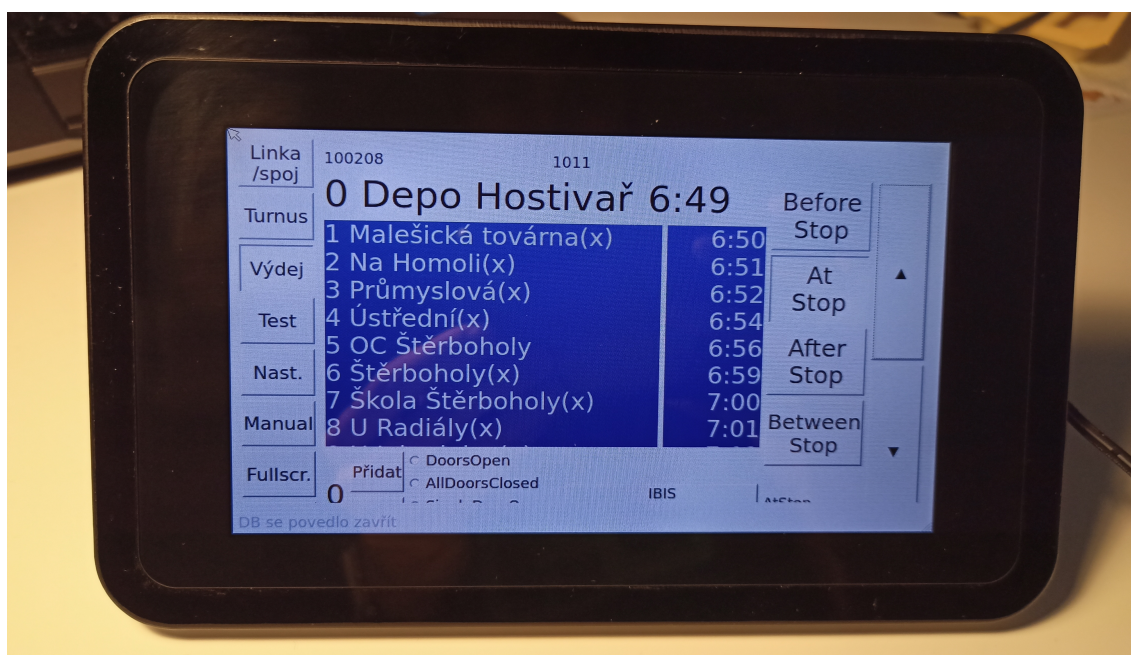 Linka
/spoj
Turnus
Výdej
Test
Nast.
Manual
Fullscr.
100208 1011
0 Depo Hostivař 6:49
1 Malešická továrna(x) 6:50
2 Na Homoli(x) 6:51
3 Průmyslová(x) 6:52
4 Ústřední(x) 6:54
5 OC Štěrboholy 6:56
6 Štěrboholy(x) 6:59
7 Škola Štěrboholy(x) 7:00
8 U Radiály(x) 7:01
Before
Stop
At
Stop
After
Stop
Between
Stop
▲
▼
Přidat
0
DoorsOpen
AllDoorsClosed
IBIS
AtStop
DB se povedlo zavřít